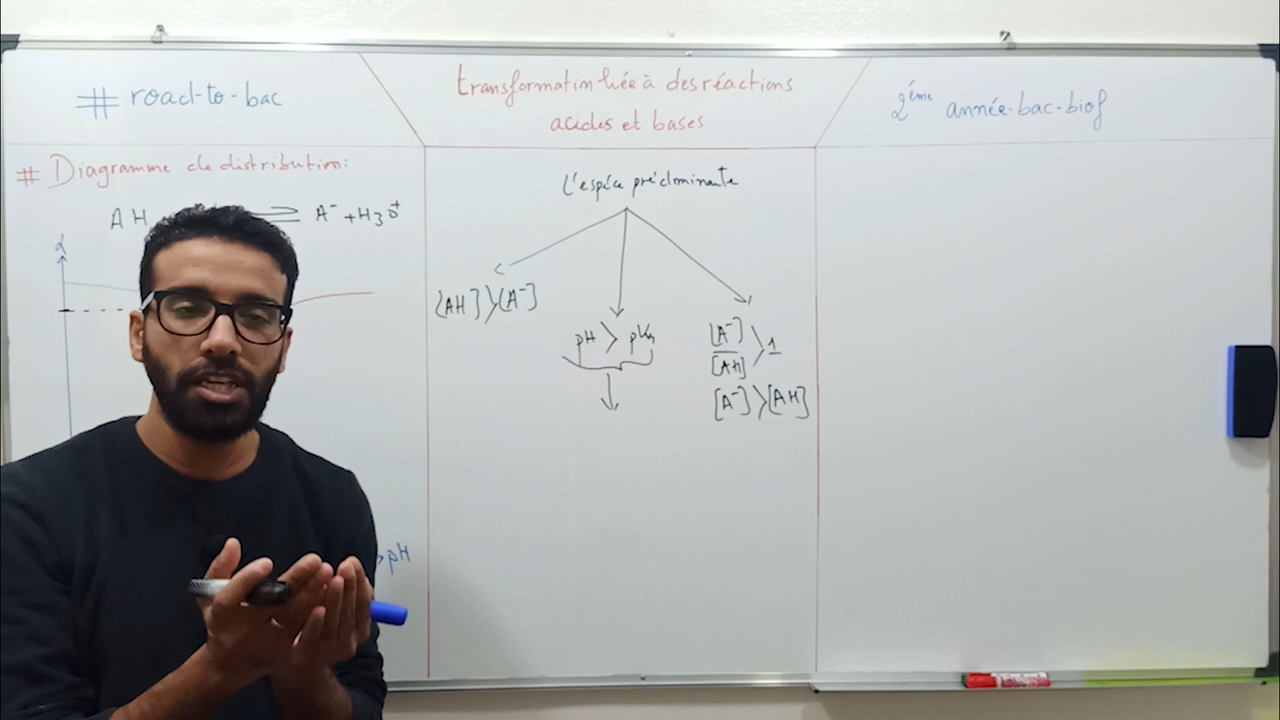 # road-to-bac
transformation liée à des réactions
acides et bases
2ème année-bac-biof
# Diagramme de distribution:
AH ⇌ A⁻ + H3O⁺
α
pH
L'espéce prédominante
[AH] > [A⁻]
pH > pKa
[A⁻]
[AH]
> 1
[A⁻] > [AH]